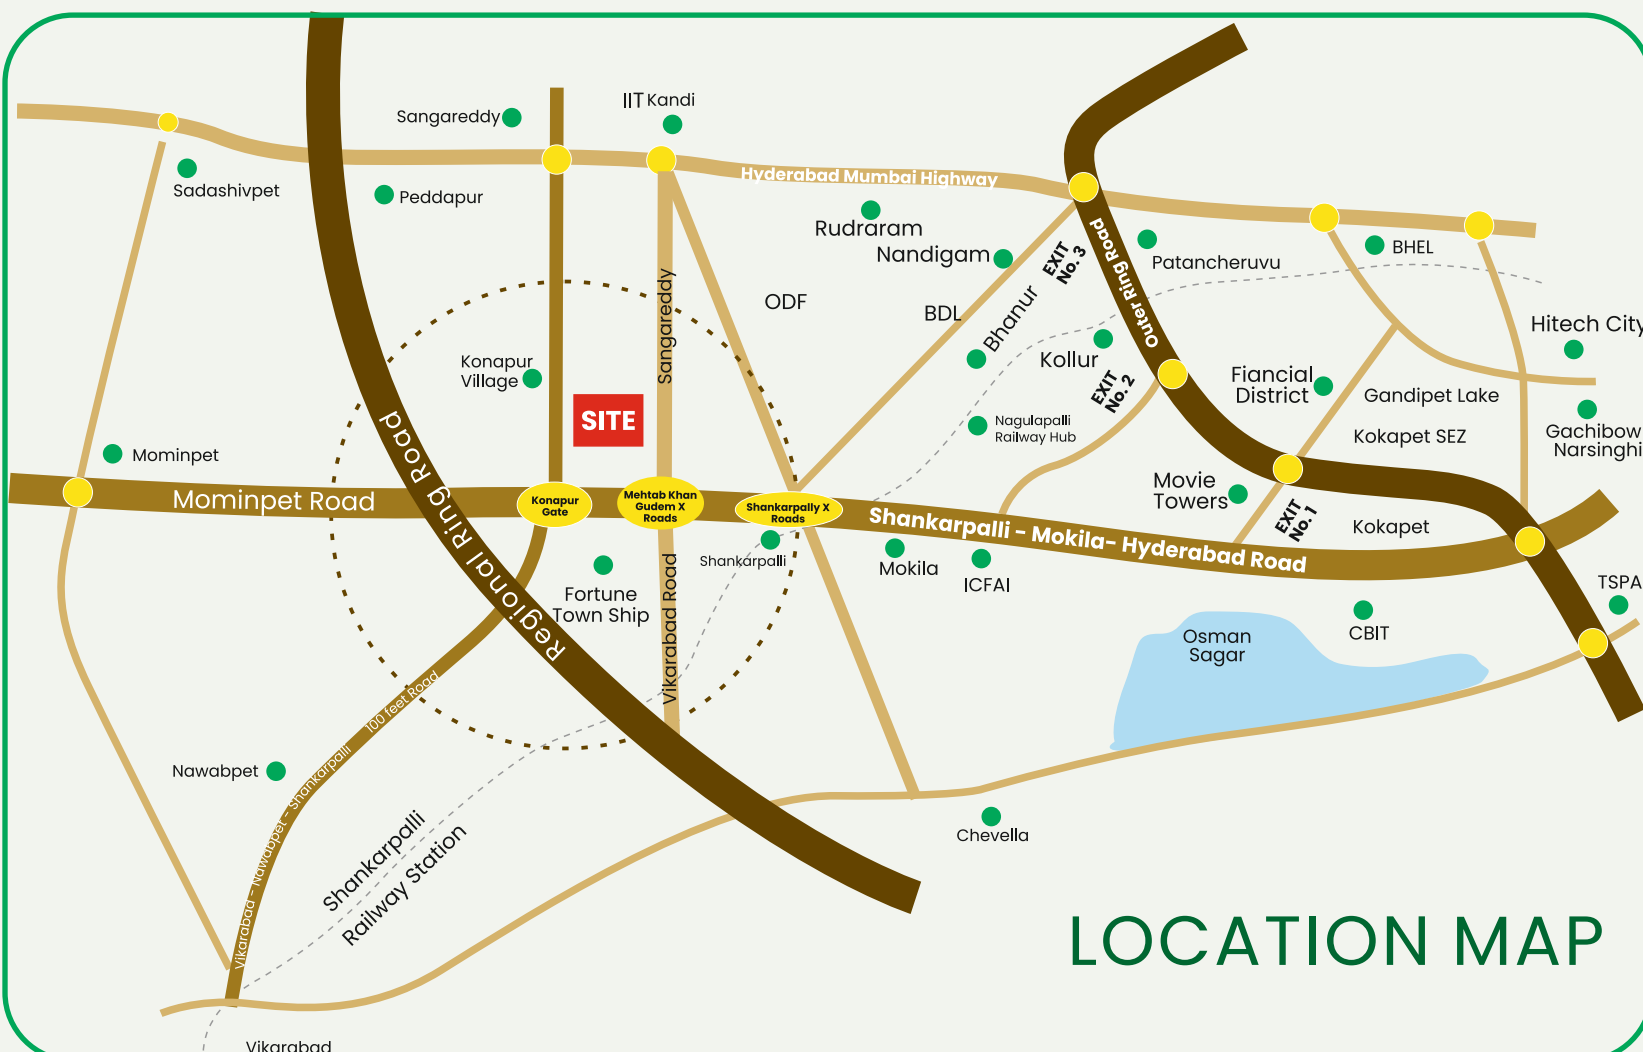 IIT Kandi
Sangareddy
Sadashivpet
Peddapur
Hyderabad Mumbai Highway
Rudraram
Nandigam
EXIT
No. 3
Outer Ring Road
Patancheruvu
BHEL
ODF
BDL
Bhanur
Kollur
Hitech City
Sangareddy
Konapur
Village
SITE
EXIT
No. 2
Fiancial
District
Gandipet Lake
Nagulapalli
Railway Hub
Kokapet SEZ
Gachibow
Narsinghi
Mominpet
Mominpet Road
Regional Ring Road
Konapur
Gate
Mehtab Khan
Gudem X
Roads
Shankarpally X
Roads
Movie
Towers
EXIT
No. 1
Kokapet
Shankarpalli - Mokila- Hyderabad Road
Shankarpalli
Mokila
ICFAI
Fortune
Town Ship
Vikarabad Road
TSPA
CBIT
Osman
Sagar
Vikarabad - Nawabpet - Shankarpalli 100 feet Road
Nawabpet
Shankarpalli
Railway Station
Chevella
LOCATION MAP
Vikarabad